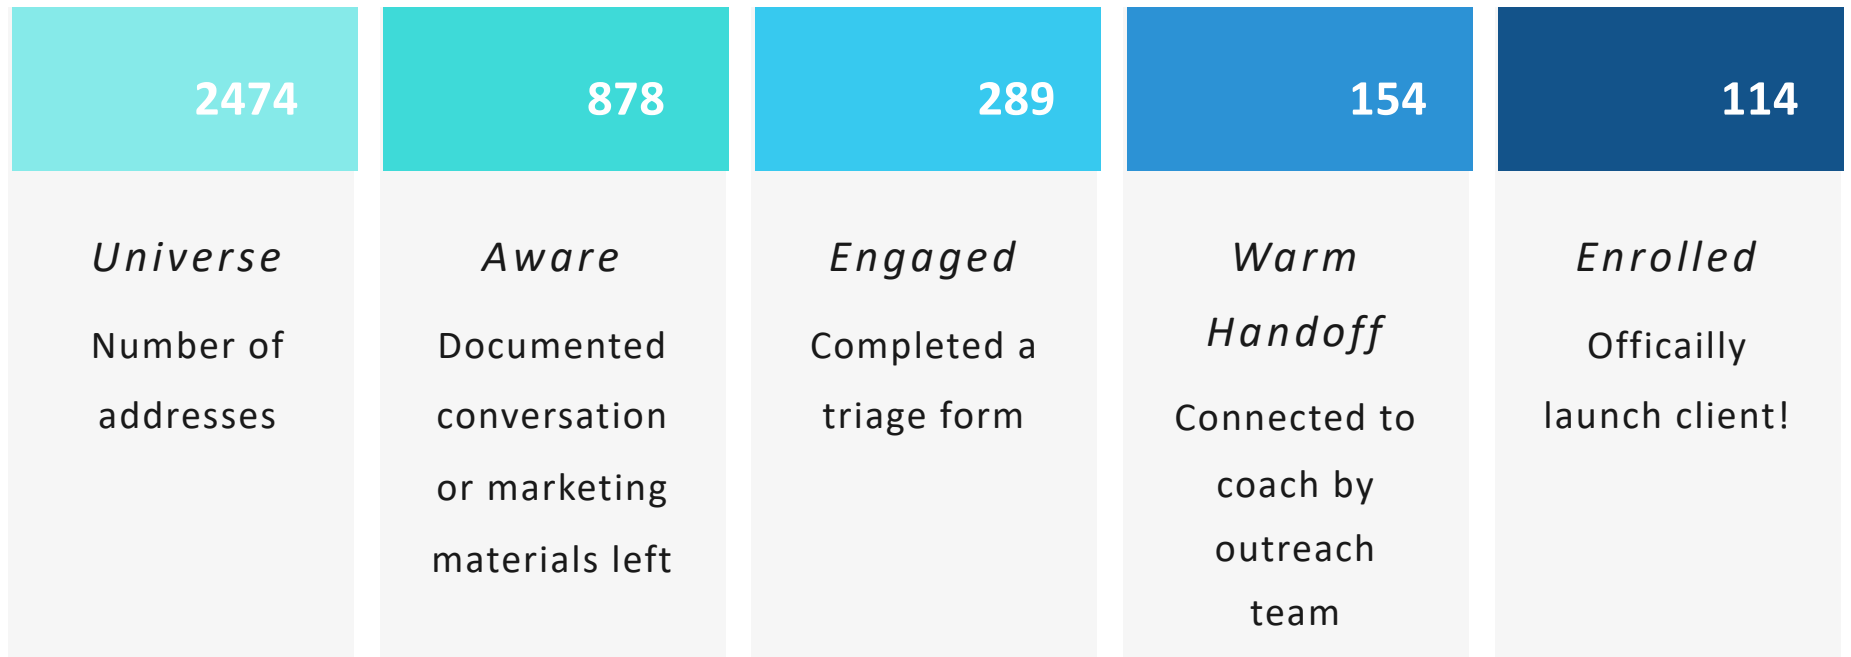 2474
Universe
Number of
addresses
878
Aware
Documented
conversation
or marketing
materials left
289
Engaged
Completed a
triage form
154
Warm
Handoff
Connected to
coach by
outreach
team
114
Enrolled
Officailly
launch client!